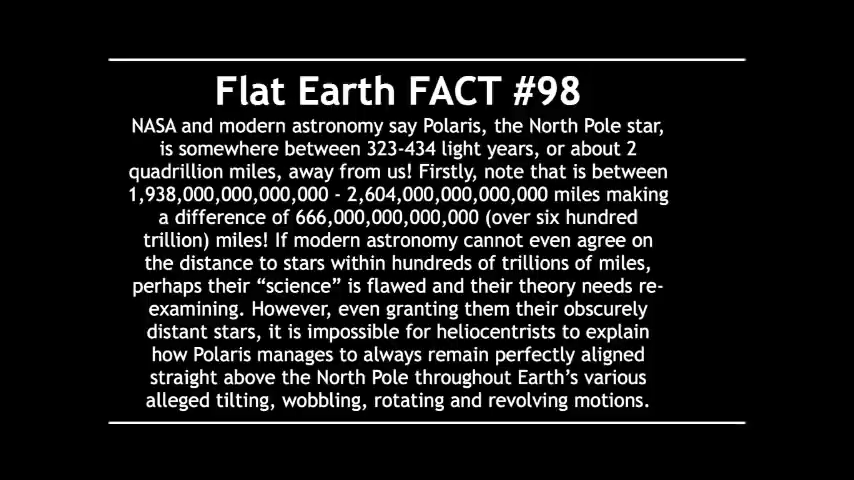 Flat Earth FACT #98
NASA and modern astronomy say Polaris, the North Pole star,
is somewhere between 323-434 light years, or about 2
quadrillion miles, away from us! Firstly, note that is between
1,938,000,000,000,000 - 2,604,000,000,000,000 miles making
a difference of 666,000,000,000,000 (over six hundred
trillion) miles! If modern astronomy cannot even agree on
the distance to stars within hundreds of trillions of miles,
perhaps their “science” is flawed and their theory needs re-
examining. However, even granting them their obscurely
distant stars, it is impossible for heliocentrists to explain
how Polaris manages to always remain perfectly aligned
straight above the North Pole throughout Earth’s various
alleged tilting, wobbling, rotating and revolving motions.